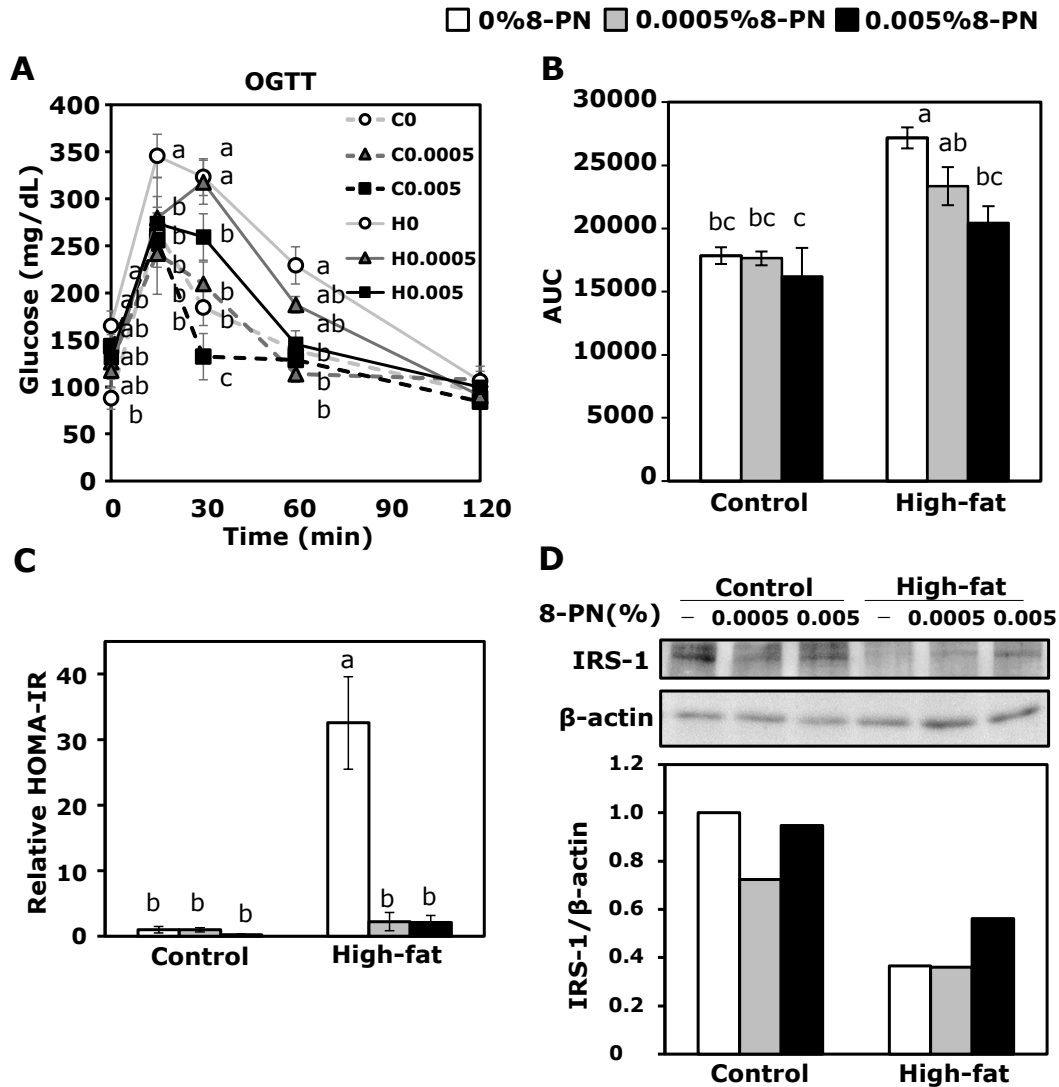 0%8-PN 0.0005%8-PN 0.005%8-PN
A
OGTT
Glucose (mg/dL)
400
350
300
250
200
150
100
50
0
0 30 60 90 120
Time (min)
C0
C0.0005
C0.005
H0
H0.0005
H0.005
a
ab
ab
ab
ab
b
a
b
b
b
b
b
a
a
b
b
b
c
a
ab
ab
b
b
b
B
AUC
30000
25000
20000
15000
10000
5000
0
bc bc c
a ab bc
Control High-fat
C
Relative HOMA-IR
40
30
20
10
0
b b b
a b b
Control High-fat
D
Control High-fat
8-PN(%) – 0.0005 0.005 – 0.0005 0.005
IRS-1
β-actin
IRS-1/β-actin
1.2
1.0
0.8
0.6
0.4
0.2
0
Control High-fat